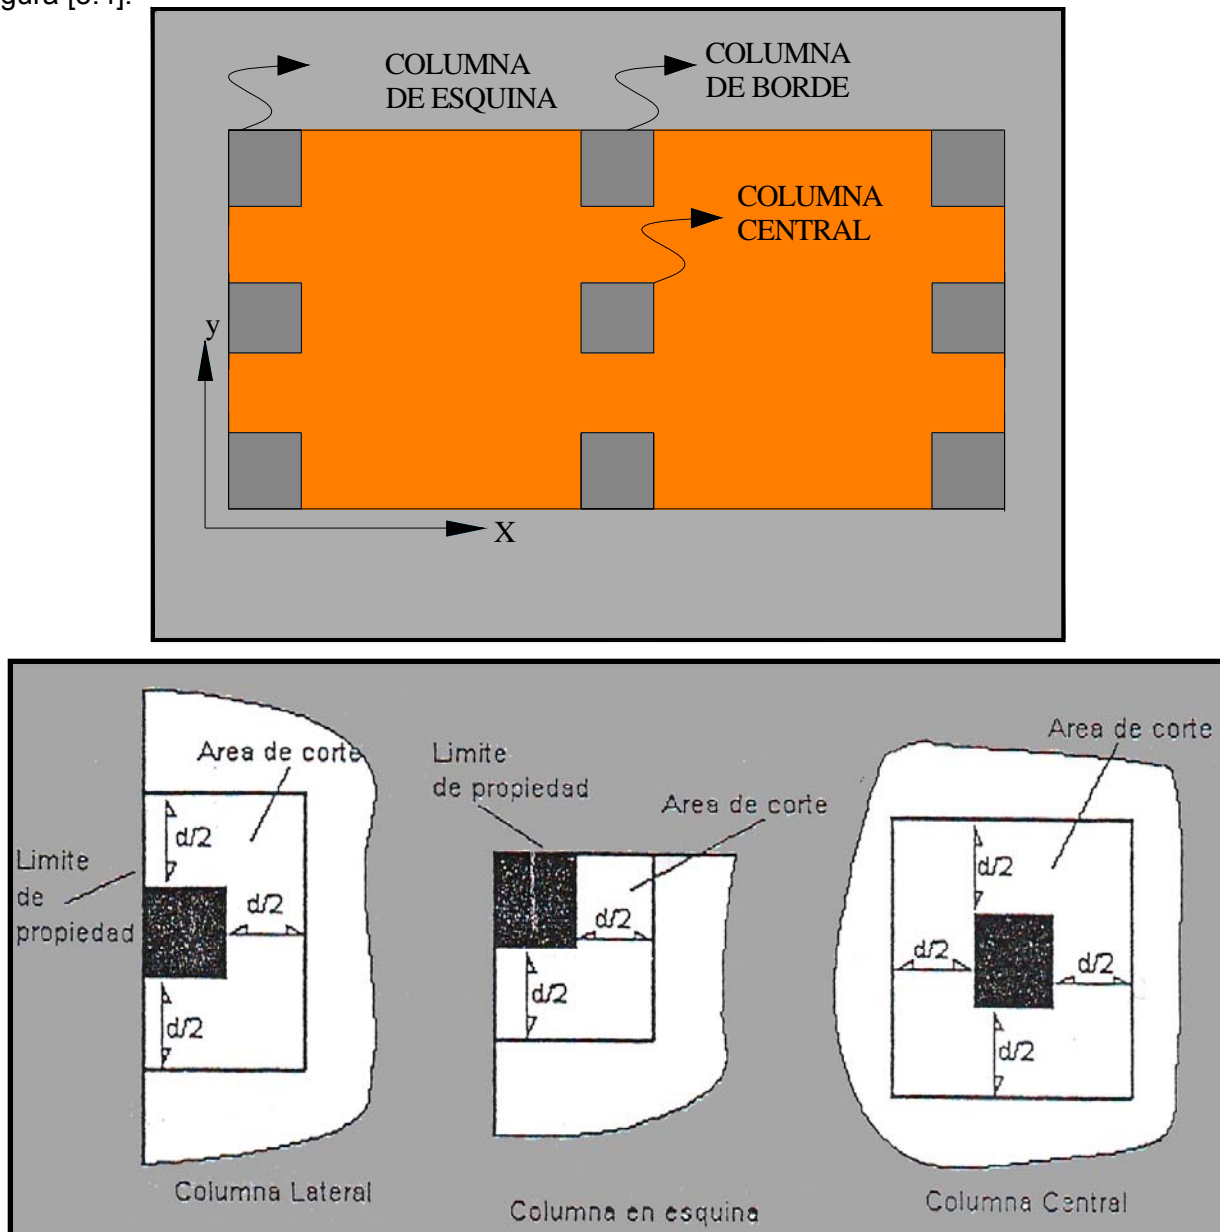 gura [3.4].
COLUMNA
DE ESQUINA
COLUMNA
DE BORDE
COLUMNA
CENTRAL
y
X
Area de corte
Limite
de
propiedad
d/2
d/2
d/2
Columna Lateral
Limite
de propiedad
Area de corte
d/2
d/2
Columna en esquina
Area de corte
d/2
d/2
d/2
d/2
Columna Central